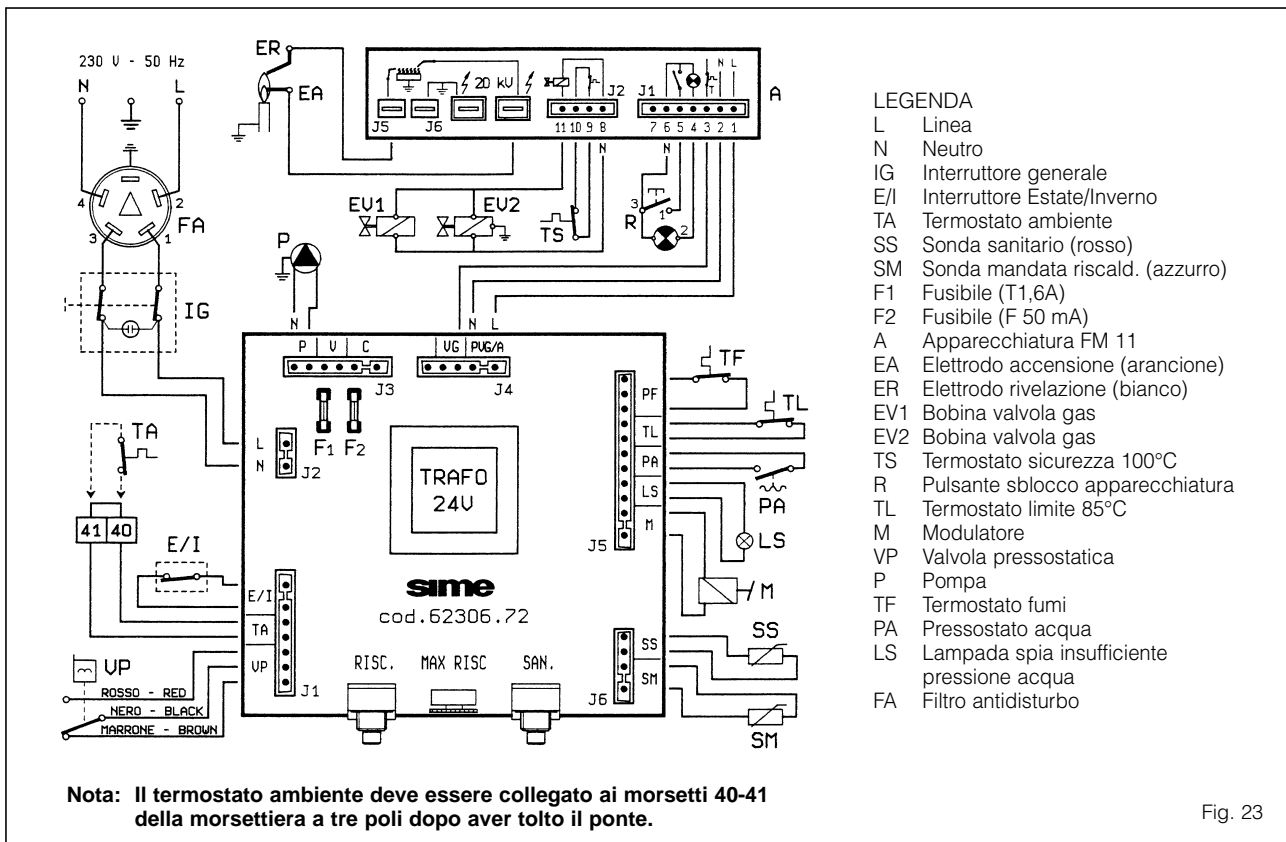 230 V - 50 Hz
N
L
4
2
3
1
FA
IG
ER
EA
20 kV
J5
J6
J2
J1
A
11 10 9 8
7 6 5 4 3 2 1
T
N
L
N
N
EV1
EV2
TS
3
1
R
2
P
N
N L
P V C
VG PVG/A
J3
J4
F1 F2
L
N
J2
TRAFO
24V
TA
41 40
E/I
E/I
TA
VP
J1
VP
ROSSO - RED
NERO - BLACK
MARRONE - BROWN
sime
cod.62306.72
RISC.
MAX RISC
SAN.
PF
TL
PA
LS
M
J5
SS
SM
J6
TF
TL
PA
LS
M
SS
SM
LEGENDA
L Linea
N Neutro
IG Interruttore generale
E/I Interruttore Estate/Inverno
TA Termostato ambiente
SS Sonda sanitario (rosso)
SM Sonda mandata riscald. (azzurro)
F1 Fusibile (T1,6A)
F2 Fusibile (F 50 mA)
A Apparecchiatura FM 11
EA Elettrodo accensione (arancione)
ER Elettrodo rivelazione (bianco)
EV1 Bobina valvola gas
EV2 Bobina valvola gas
TS Termostato sicurezza 100°C
R Pulsante sblocco apparecchiatura
TL Termostato limite 85°C
M Modulatore
VP Valvola pressostatica
P Pompa
TF Termostato fumi
PA Pressostato acqua
LS Lampada spia insufficiente
pressione acqua
FA Filtro antidisturbo
Nota: Il termostato ambiente deve essere collegato ai morsetti 40-41
della morsettiera a tre poli dopo aver tolto il ponte.
Fig. 23